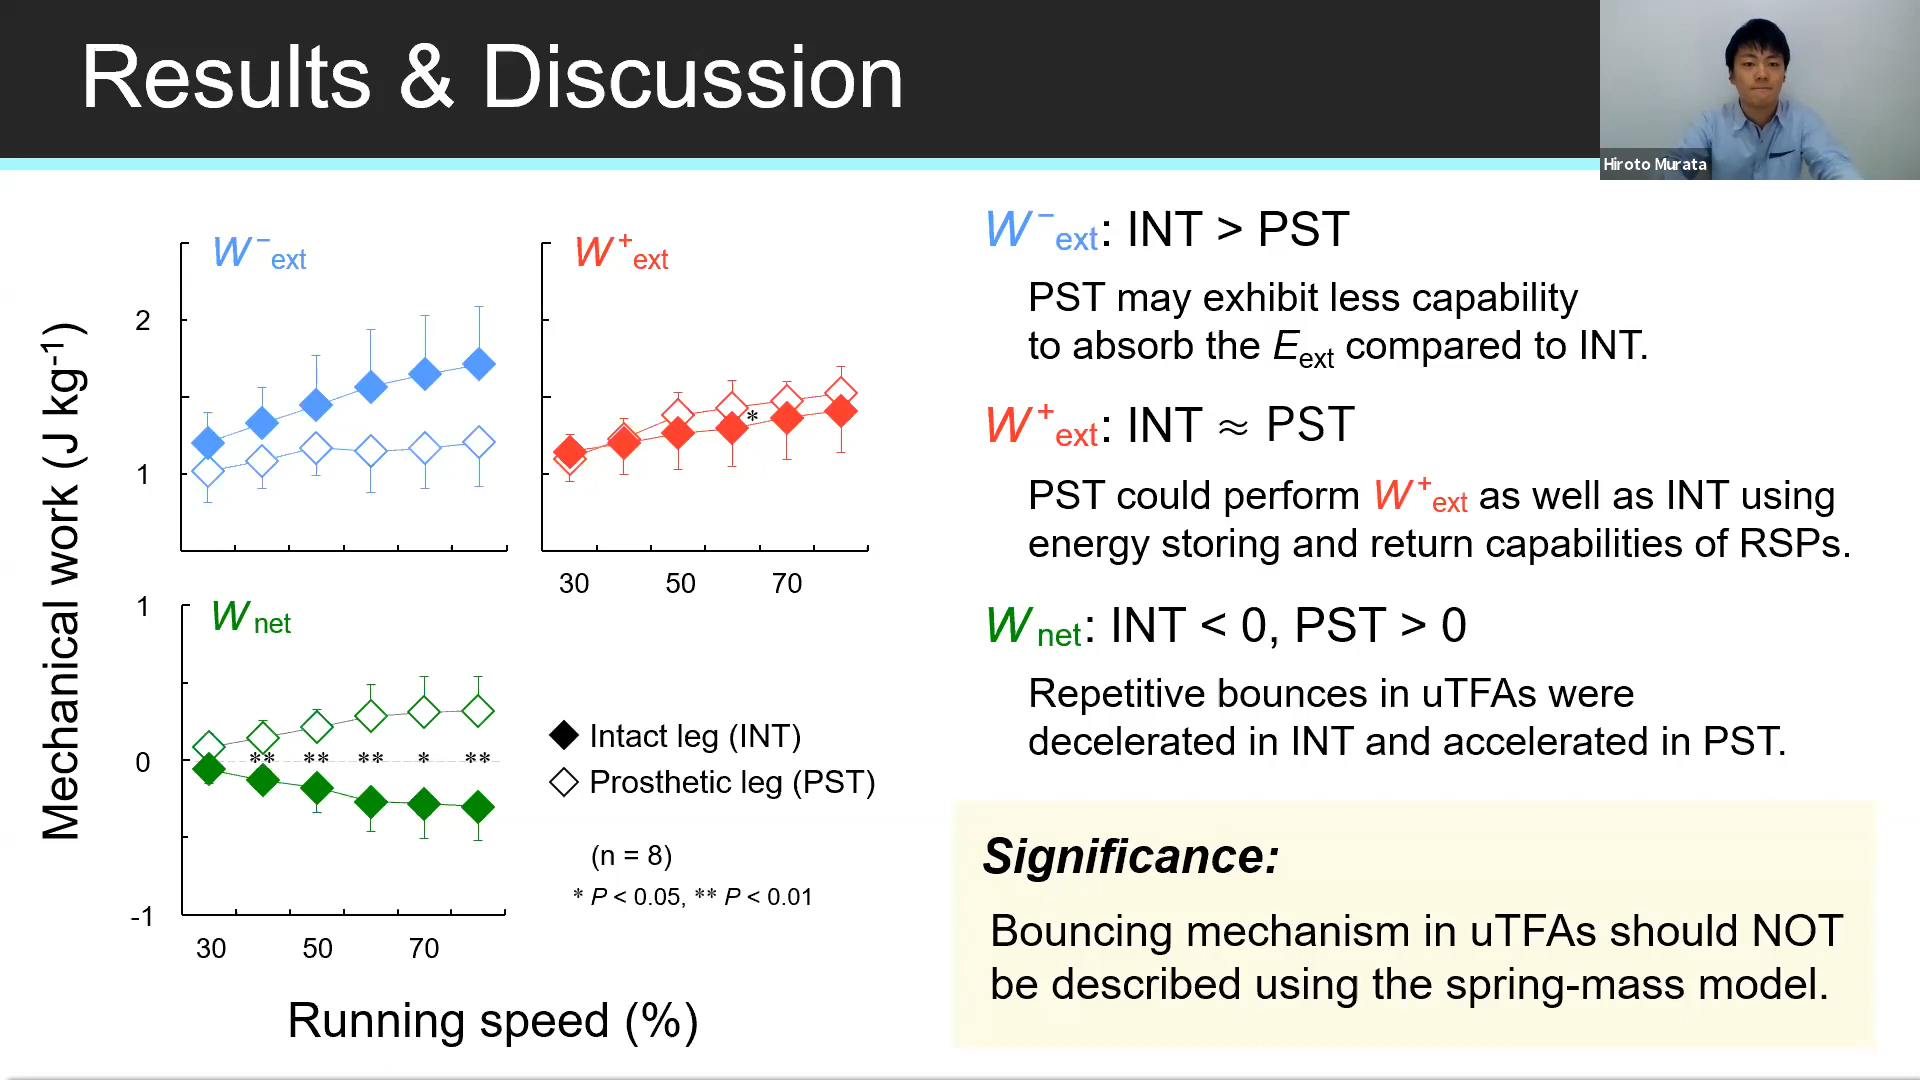 Results & Discussion
Hiroto Murata
W⁻ext
W⁺ext
Mechanical work (J kg⁻¹)
2
1
*
30 50 70
Wnet
1
0
-1
** ** ** * **
30 50 70
Running speed (%)
◆ Intact leg (INT)
◇ Prosthetic leg (PST)
(n = 8)
* P < 0.05, ** P < 0.01
W⁻ext: INT > PST
PST may exhibit less capability
to absorb the Eext compared to INT.
W⁺ext: INT ≈ PST
PST could perform W⁺ext as well as INT using
energy storing and return capabilities of RSPs.
Wnet: INT < 0, PST > 0
Repetitive bounces in uTFAs were
decelerated in INT and accelerated in PST.
Significance:
Bouncing mechanism in uTFAs should NOT
be described using the spring-mass model.